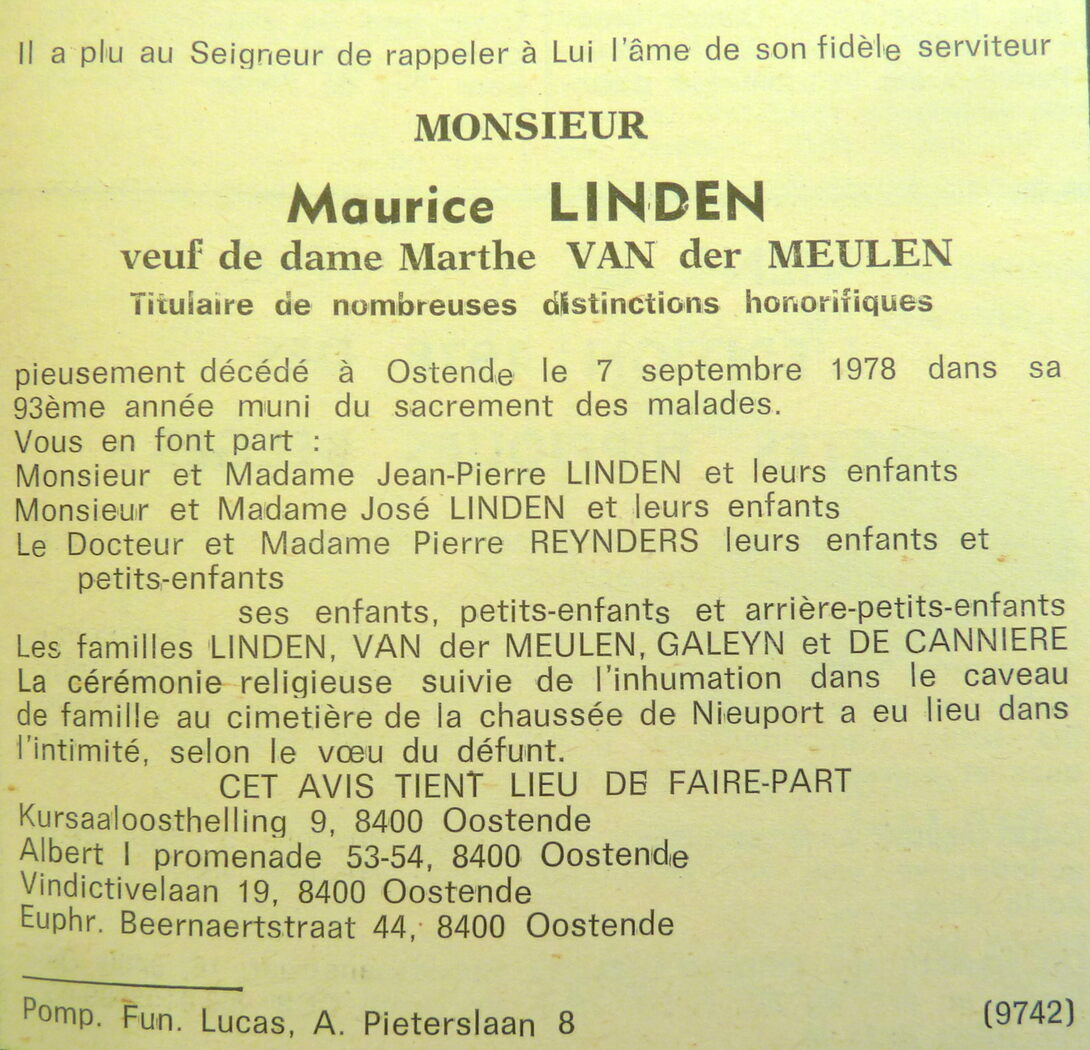 Il a plu au Seigneur de rappeler à Lui l'âme de son fidèle serviteur
MONSIEUR
Maurice LINDEN
veuf de dame Marthe VAN der MEULEN
Titulaire de nombreuses distinctions honorifiques
pieusement décédé à Ostende le 7 septembre 1978 dans sa
93ème année muni du sacrement des malades.
Vous en font part :
Monsieur et Madame Jean-Pierre LINDEN et leurs enfants
Monsieur et Madame José LINDEN et leurs enfants
Le Docteur et Madame Pierre REYNDERS leurs enfants et
petits-enfants
ses enfants, petits-enfants et arrière-petits-enfants
Les familles LINDEN, VAN der MEULEN, GALEYN et DE CANNIERE
La cérémonie religieuse suivie de l'inhumation dans le caveau
de famille au cimetière de la chaussée de Nieuport a eu lieu dans
l'intimité, selon le vœu du défunt.
CET AVIS TIENT LIEU DE FAIRE-PART
Kursaaloosthelling 9, 8400 Oostende
Albert I promenade 53-54, 8400 Oostende
Vindictivelaan 19, 8400 Oostende
Euphr. Beernaertstraat 44, 8400 Oostende
Pomp. Fun. Lucas, A. Pieterslaan 8
(9742)